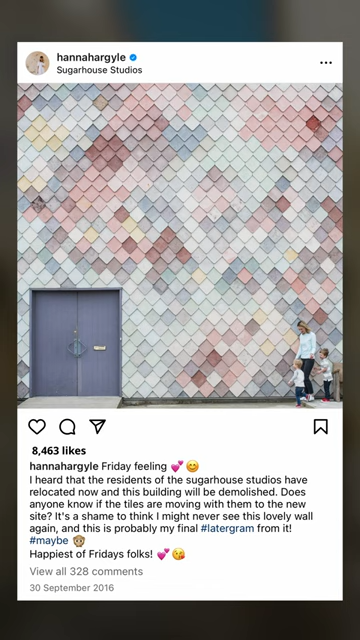 hannahargyle
Sugarhouse Studios
8,463 likes
hannahargyle Friday feeling 💕😊
I heard that the residents of the sugarhouse studios have
relocated now and this building will be demolished. Does
anyone know if the tiles are moving with them to the new
site? It's a shame to think I might never see this lovely wall
again, and this is probably my final #latergram from it!
#maybe 🙊
Happiest of Fridays folks! 💕😘
View all 328 comments
30 September 2016